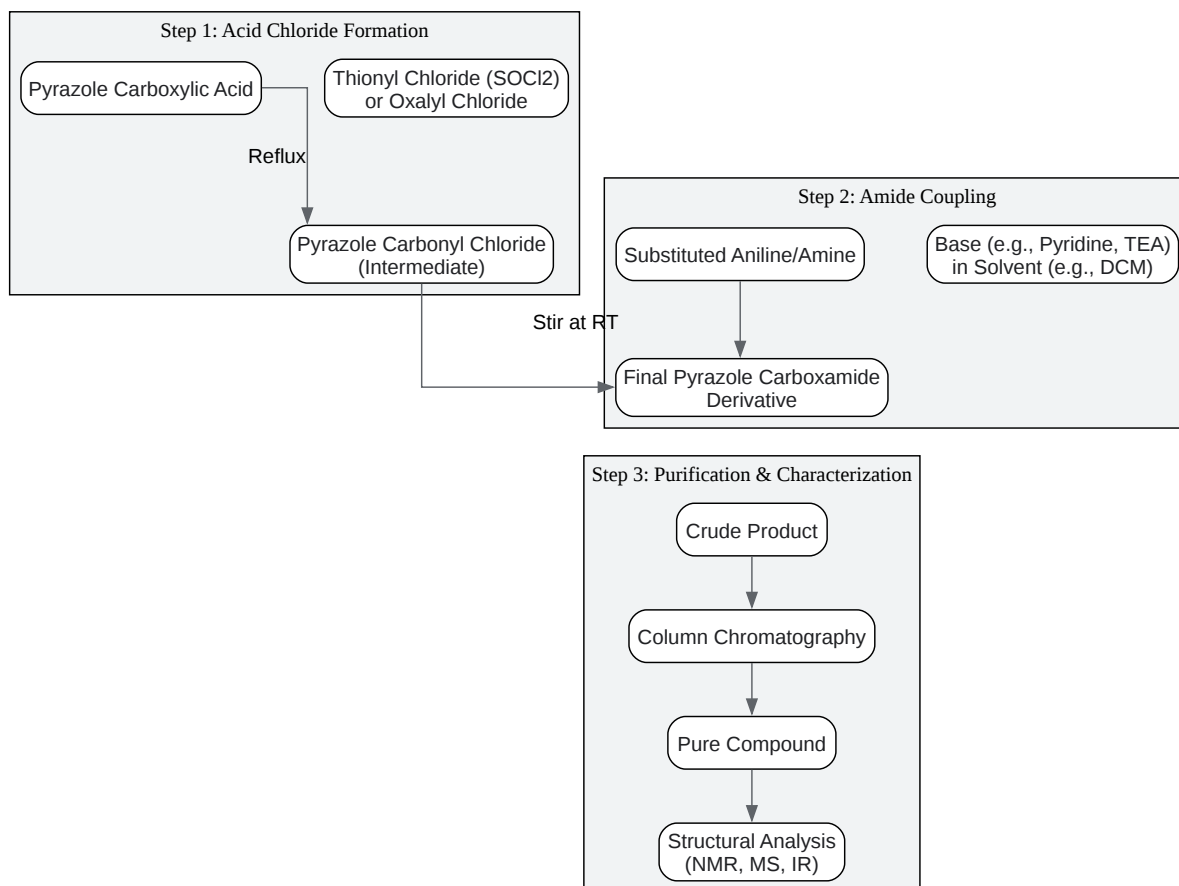 Step 1: Acid Chloride Formation
Pyrazole Carboxylic Acid
Thionyl Chloride (SOCl2)
or Oxalyl Chloride
Reflux
Pyrazole Carbonyl Chloride
(Intermediate)
Step 2: Amide Coupling
Substituted Aniline/Amine
Base (e.g., Pyridine, TEA)
in Solvent (e.g., DCM)
Stir at RT
Final Pyrazole Carboxamide
Derivative
Step 3: Purification & Characterization
Crude Product
Column Chromatography
Pure Compound
Structural Analysis
(NMR, MS, IR)